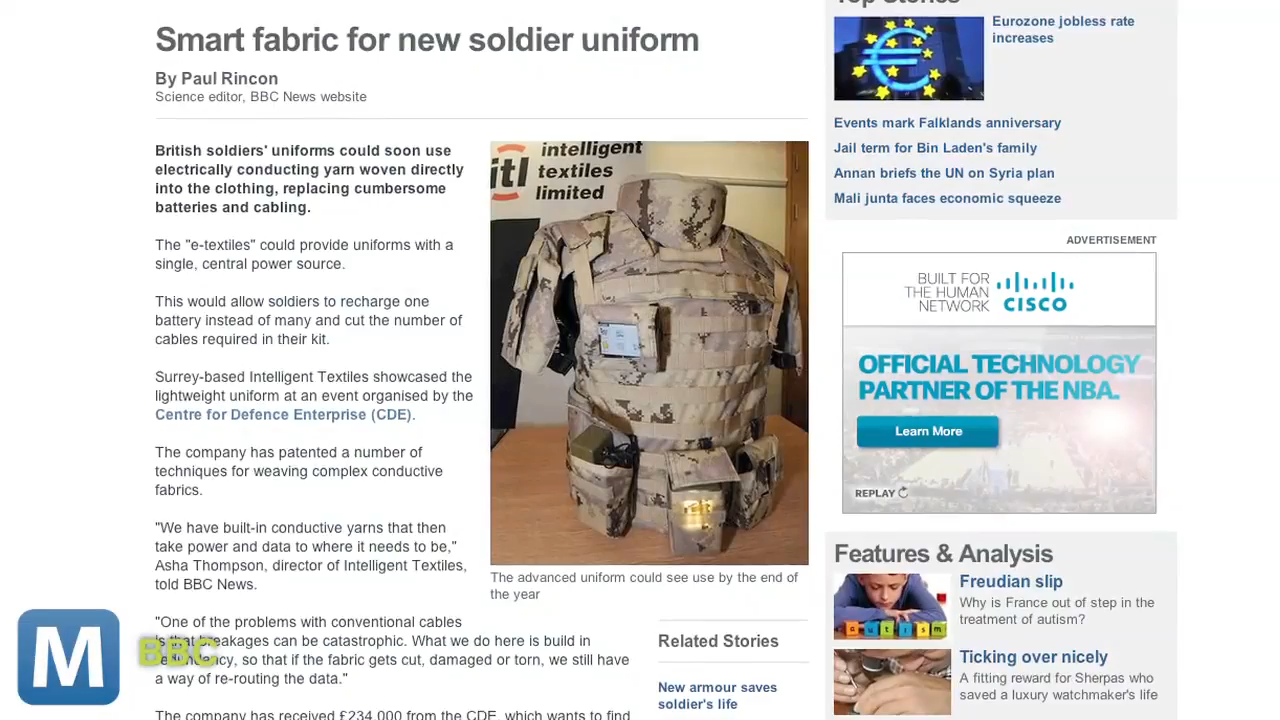 Top Stories
Smart fabric for new soldier uniform
By Paul Rincon
Science editor, BBC News website
British soldiers' uniforms could soon use
electrically conducting yarn woven directly
into the clothing, replacing cumbersome
batteries and cabling.
The "e-textiles" could provide uniforms with a
single, central power source.
This would allow soldiers to recharge one
battery instead of many and cut the number of
cables required in their kit.
Surrey-based Intelligent Textiles showcased the
lightweight uniform at an event organised by the
Centre for Defence Enterprise (CDE).
The company has patented a number of
techniques for weaving complex conductive
fabrics.
"We have built-in conductive yarns that then
take power and data to where it needs to be,"
Asha Thompson, director of Intelligent Textiles,
told BBC News.
"One of the problems with conventional cables
is that breakages can be catastrophic. What we do here is build in
redundancy, so that if the fabric gets cut, damaged or torn, we still have
a way of re-routing the data."
The company has received £234,000 from the CDE, which wants to find
itl
intelligent
textiles
limited
The advanced uniform could see use by the end of
the year
Related Stories
New armour saves
soldier's life
Eurozone jobless rate
increases
Events mark Falklands anniversary
Jail term for Bin Laden's family
Annan briefs the UN on Syria plan
Mali junta faces economic squeeze
ADVERTISEMENT
BUILT FOR
THE HUMAN
NETWORK
CISCO
OFFICIAL TECHNOLOGY
PARTNER OF THE NBA.
Learn More
REPLAY
Features & Analysis
autism
Freudian slip
Why is France out of step in the
treatment of autism?
Ticking over nicely
A fitting reward for Sherpas who
saved a luxury watchmaker's life
M
BBC